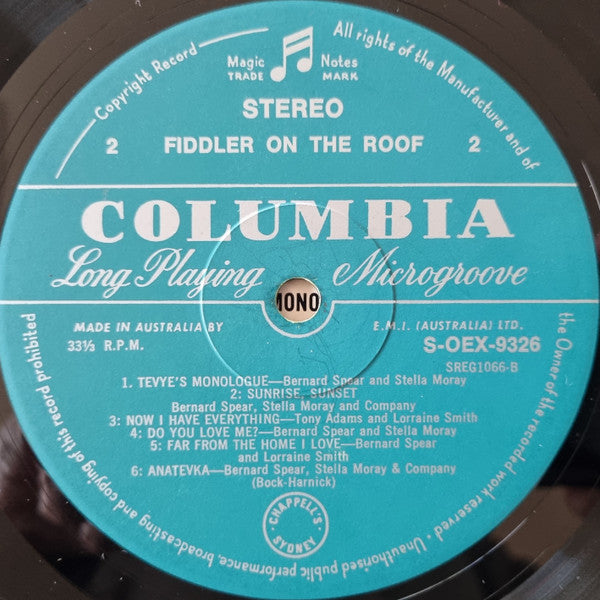 Copyright Record
All rights of the Manufacturer and of
the Owner of the recorded work reserved • Unauthorised public performance, broadcasting and copying of this record prohibited
Magic Notes
TRADE MARK
STEREO
2 FIDDLER ON THE ROOF 2
COLUMBIA
Long Playing Microgroove
MONO
MADE IN AUSTRALIA BY E.M.I. (AUSTRALIA) LTD.
33⅓ R.P.M. S-OEX-9326
SREG1066-B
1. TEVYE'S MONOLOGUE—Bernard Spear and Stella Moray
2: SUNRISE, SUNSET
Bernard Spear, Stella Moray and Company
3: NOW I HAVE EVERYTHING—Tony Adams and Lorraine Smith
4: DO YOU LOVE ME?—Bernard Spear and Stella Moray
5: FAR FROM THE HOME I LOVE—Bernard Spear
and Lorraine Smith
6: ANATEVKA—Bernard Spear, Stella Moray & Company
(Bock-Harnick)
CHAPPELL'S
SYDNEY